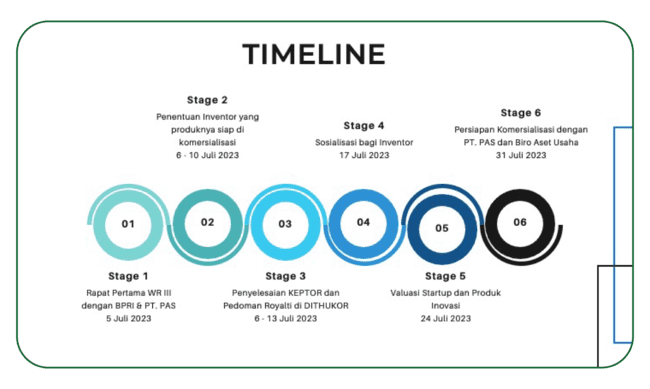 TIMELINE
Stage 2
Penentuan Inventor yang
produknya siap di
komersialisasi
6 - 10 Juli 2023
Stage 4
Sosialisasi bagi Inventor
17 Juli 2023
Stage 6
Persiapan Komersialisasi dengan
PT. PAS dan Biro Aset Usaha
31 Juli 2023
01
02
03
04
05
06
Stage 1
Rapat Pertama WR III
dengan BPRI & PT. PAS
5 Juli 2023
Stage 3
Penyelesaian KEPTOR dan
Pedoman Royalti di DITHUKOR
6 - 13 Juli 2023
Stage 5
Valuasi Startup dan Produk
Inovasi
24 Juli 2023